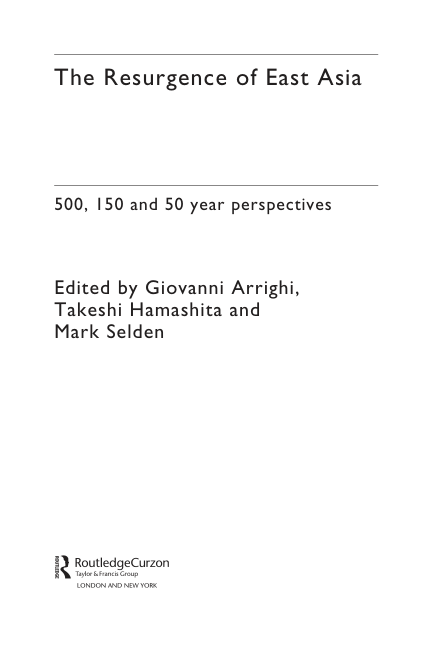 The Resurgence of East Asia
500, 150 and 50 year perspectives
Edited by Giovanni Arrighi,
Takeshi Hamashita and
Mark Selden
ROUTLEDGE
RoutledgeCurzon
Taylor & Francis Group
LONDON AND NEW YORK